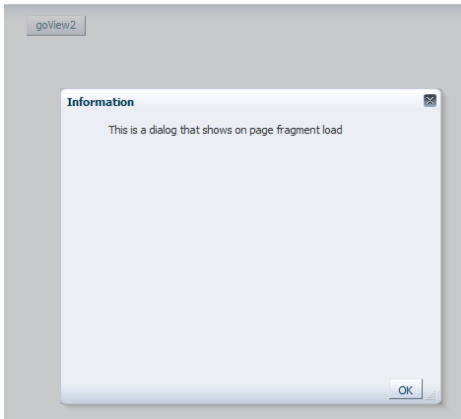 goView2
Information
This is a dialog that shows on page fragment load
OK